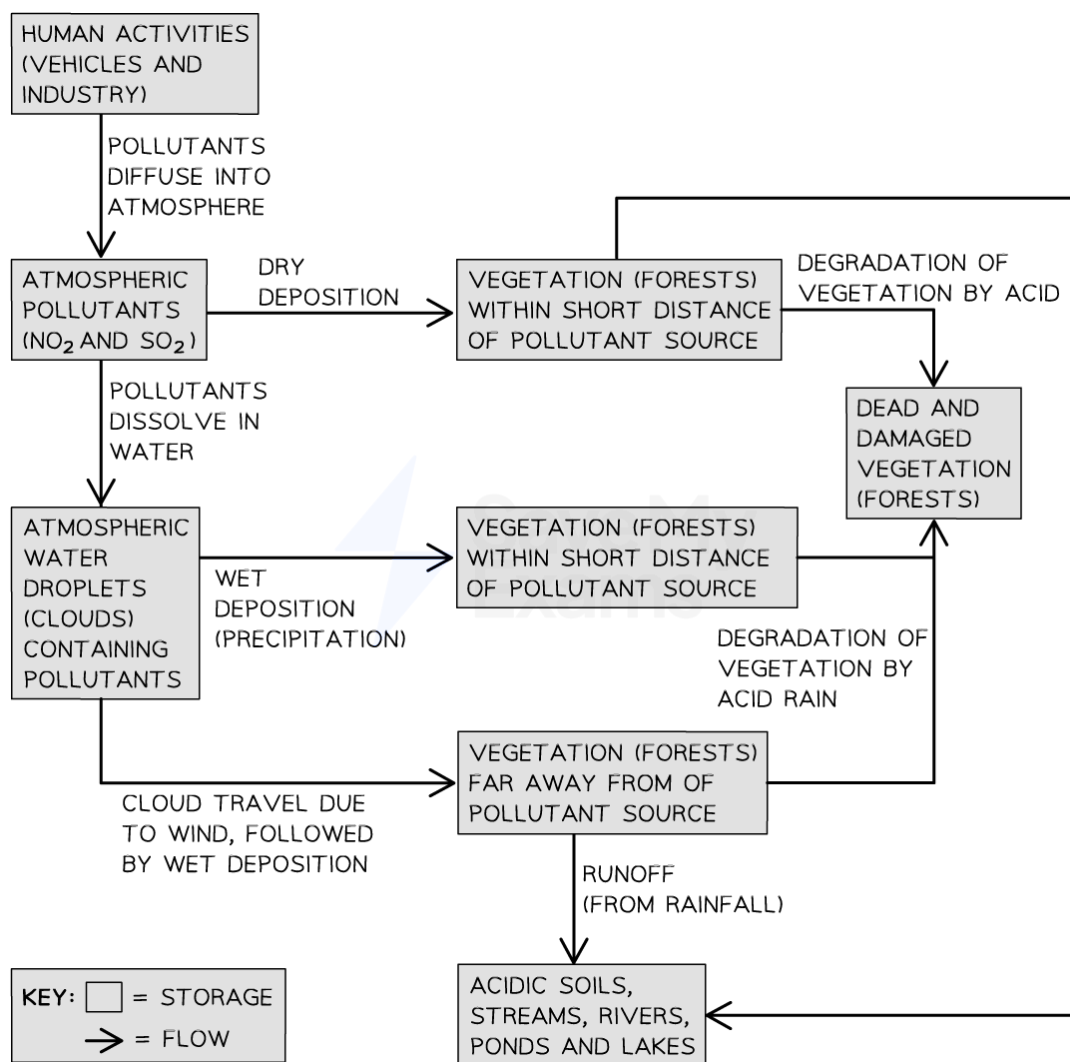 HUMAN ACTIVITIES
(VEHICLES AND
INDUSTRY)
POLLUTANTS
DIFFUSE INTO
ATMOSPHERE
ATMOSPHERIC
POLLUTANTS
(NO₂ AND SO₂)
DRY
DEPOSITION
VEGETATION (FORESTS)
WITHIN SHORT DISTANCE
OF POLLUTANT SOURCE
DEGRADATION OF
VEGETATION BY ACID
POLLUTANTS
DISSOLVE IN
WATER
DEAD AND
DAMAGED
VEGETATION
(FORESTS)
ATMOSPHERIC
WATER
DROPLETS
(CLOUDS)
CONTAINING
POLLUTANTS
WET
DEPOSITION
(PRECIPITATION)
VEGETATION (FORESTS)
WITHIN SHORT DISTANCE
OF POLLUTANT SOURCE
Save My
Exams
DEGRADATION OF
VEGETATION BY
ACID RAIN
CLOUD TRAVEL DUE
TO WIND, FOLLOWED
BY WET DEPOSITION
VEGETATION (FORESTS)
FAR AWAY FROM OF
POLLUTANT SOURCE
RUNOFF
(FROM RAINFALL)
ACIDIC SOILS,
STREAMS, RIVERS,
PONDS AND LAKES
KEY: = STORAGE
= FLOW